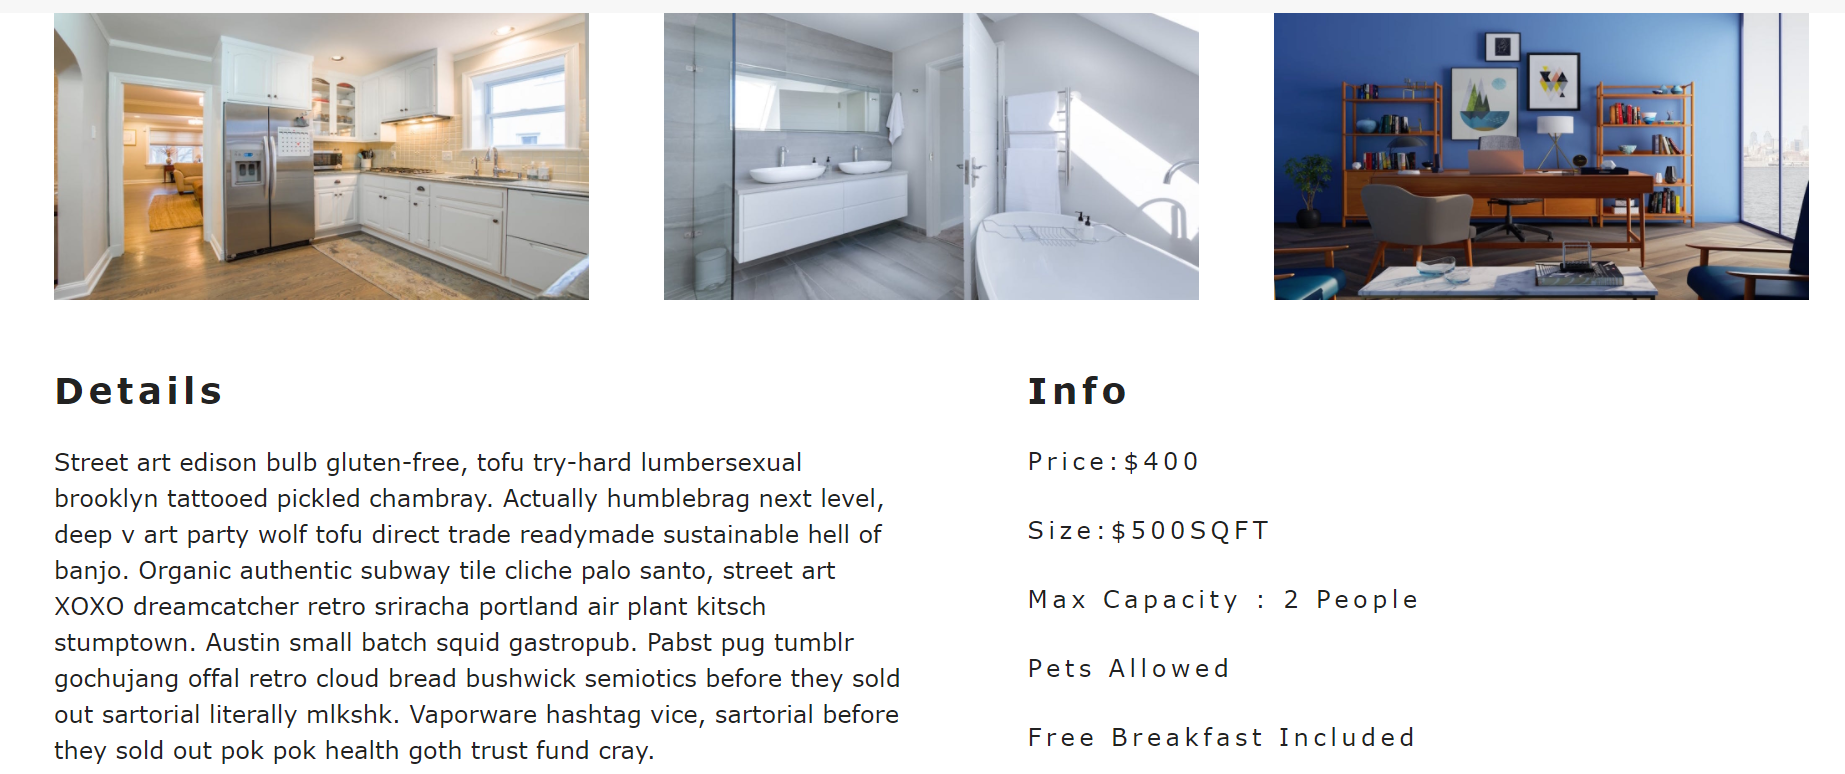 Details
Street art edison bulb gluten-free, tofu try-hard lumbersexual
brooklyn tattooed pickled chambray. Actually humblebrag next level,
deep v art party wolf tofu direct trade readymade sustainable hell of
banjo. Organic authentic subway tile cliche palo santo, street art
XOXO dreamcatcher retro sriracha portland air plant kitsch
stumptown. Austin small batch squid gastropub. Pabst pug tumblr
gochujang offal retro cloud bread bushwick semiotics before they sold
out sartorial literally mlkshk. Vaporware hashtag vice, sartorial before
they sold out pok pok health goth trust fund cray.
Info
Price:$400
Size:$500SQFT
Max Capacity : 2 People
Pets Allowed
Free Breakfast Included